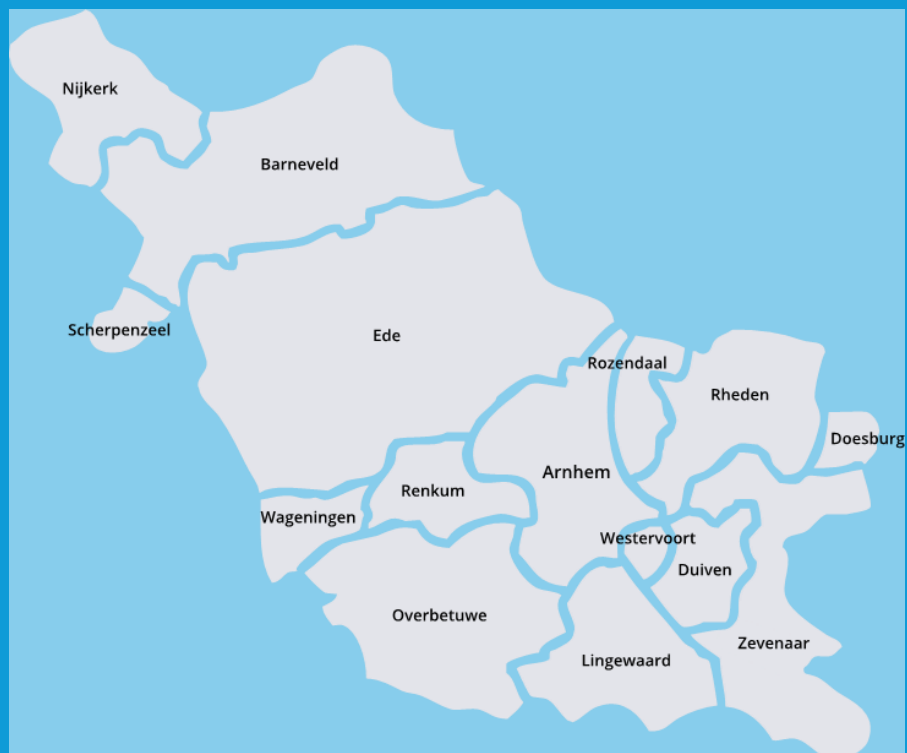 Nijkerk
Barneveld
Scherpenzeel
Ede
Rozendaal
Rheden
Doesburg
Arnhem
Renkum
Wageningen
Westervoort
Duiven
Overbetuwe
Zevenaar
Lingewaard